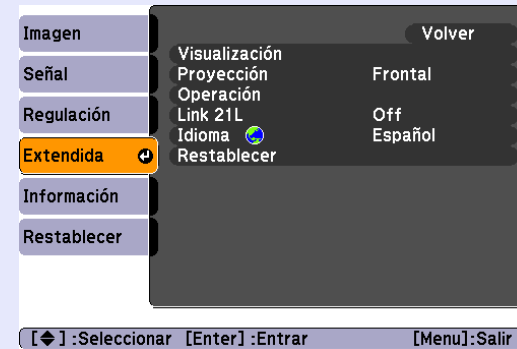 Imagen
Señal
Regulación
Extendida
Información
Restablecer
Volver
Visualización
Proyección Frontal
Operación
Link 21L Off
Idioma Español
Restablecer
[ ] :Seleccionar [Enter] :Entrar [Menu]:Salir